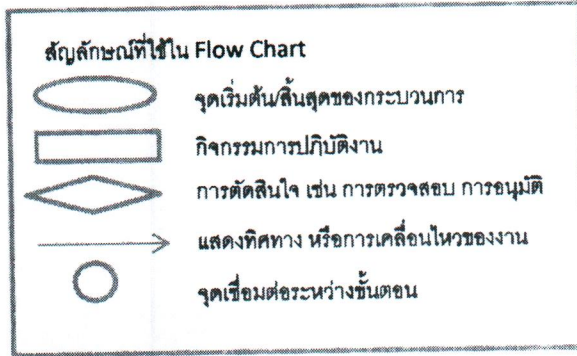 สัญลักษณ์ที่ใช้ใน Flow Chart
จุดเริ่มต้น/สิ้นสุดของกระบวนการ
กิจกรรมการปฏิบัติงาน
การตัดสินใจ เช่น การตรวจสอบ การอนุมัติ
แสดงทิศทาง หรือการเคลื่อนไหวของงาน
จุดเชื่อมต่อระหว่างขั้นตอน